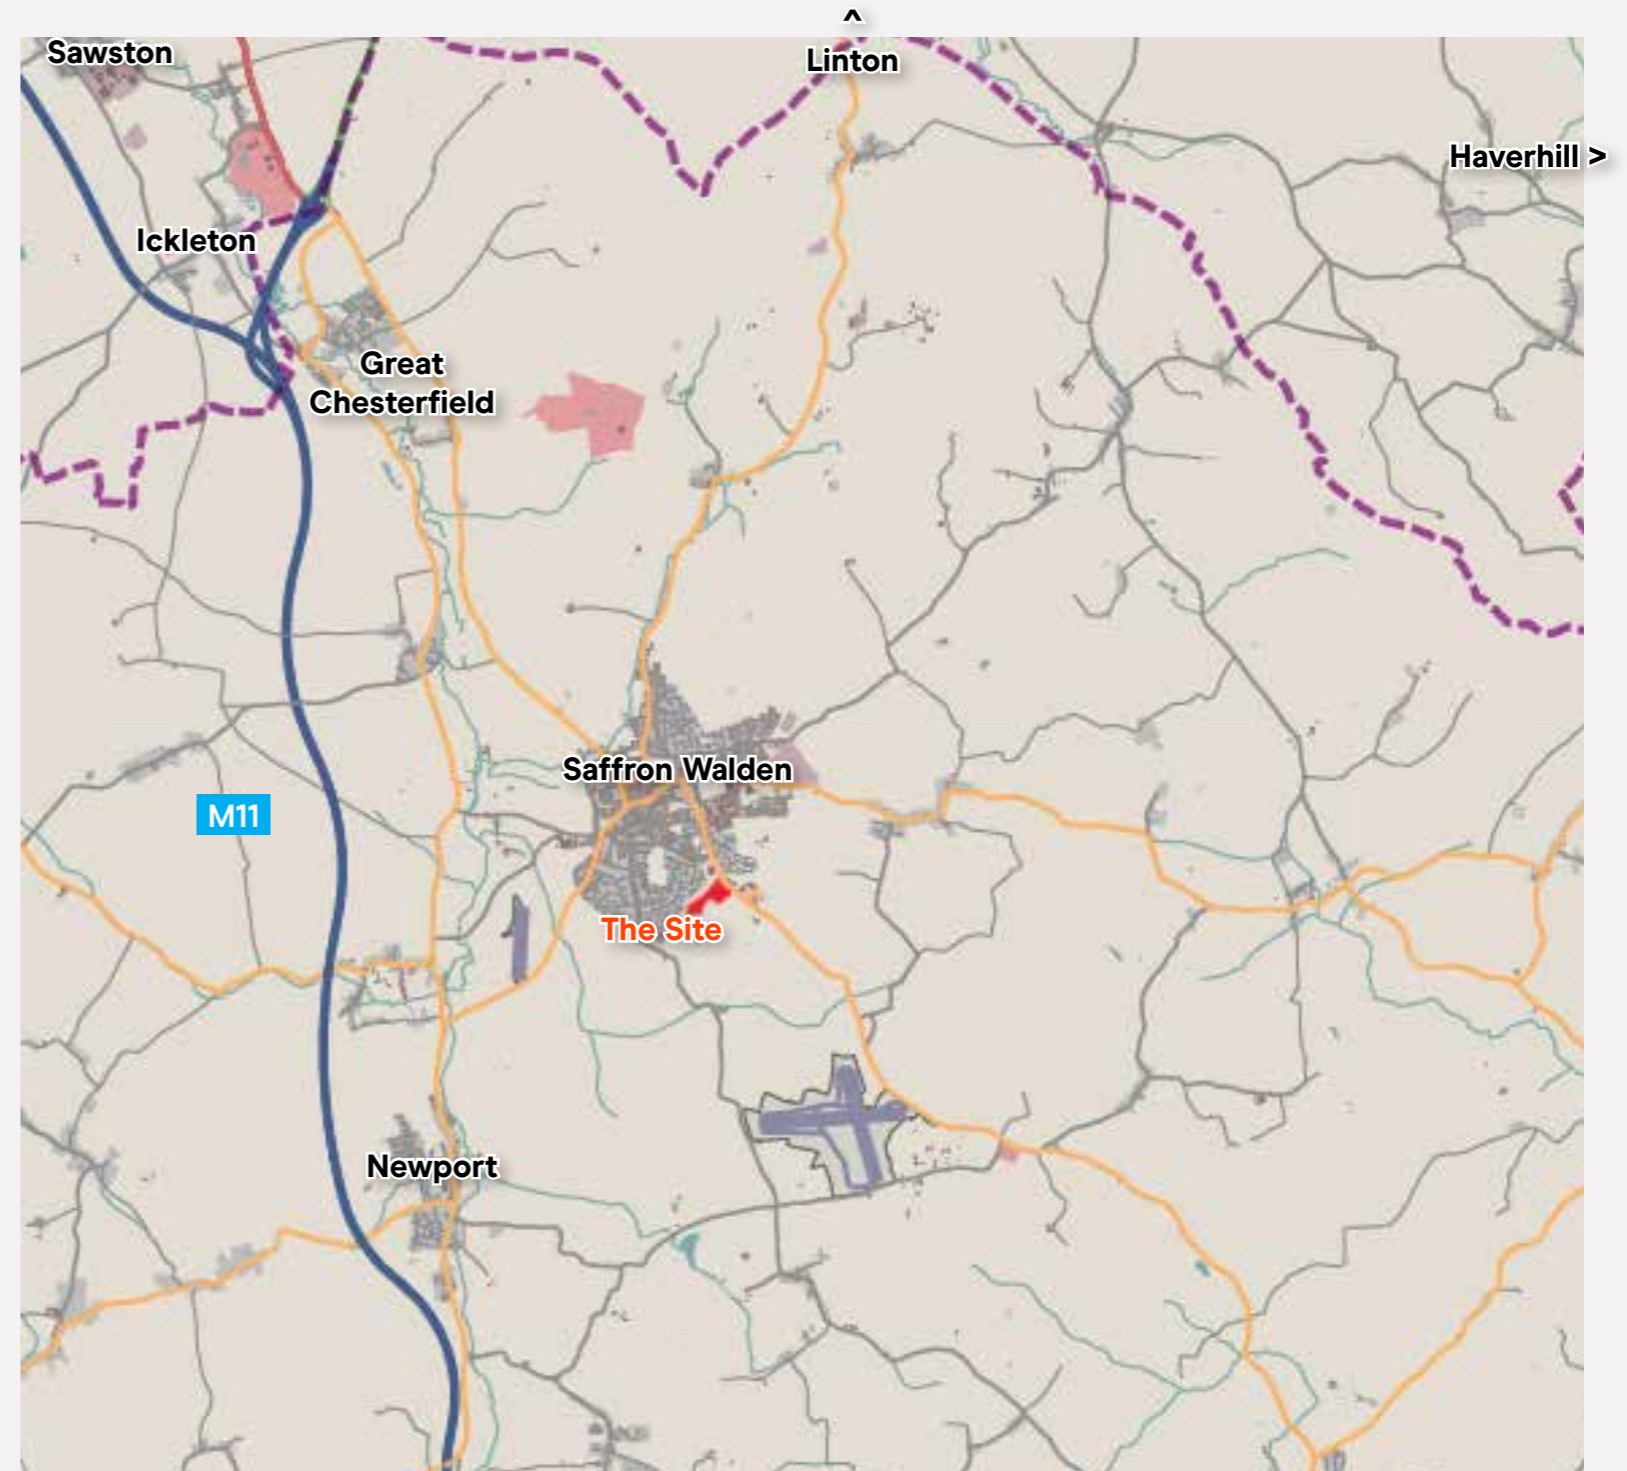 ^
Sawston
Linton
Haverhill >
Ickleton
Great
Chesterfield
Saffron Walden
M11
The Site
Newport